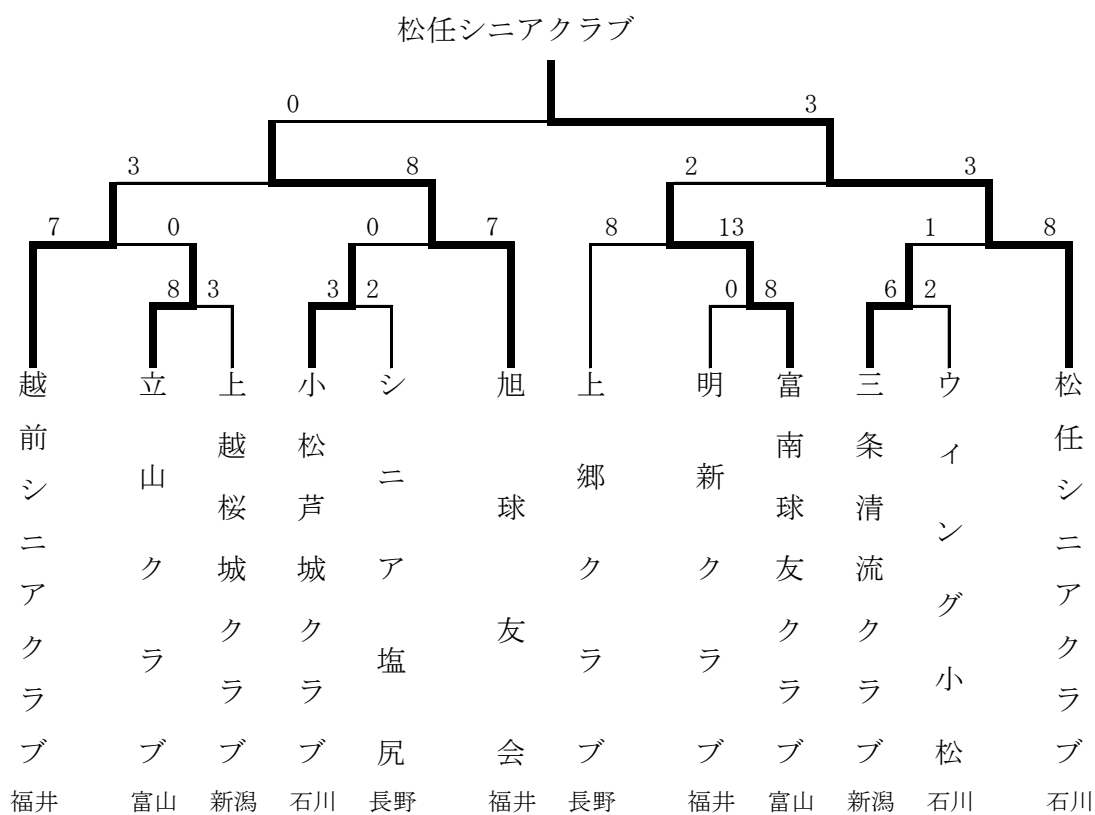 松任シニアクラブ
0 3
3 8 2 3
7 0 0 7 8 13 1 8
8 3 3 2 0 8 6 2
越前シニアクラブ
立山クラブ
上越桜城クラブ
小松芦城クラブ
シニア塩尻
旭球友会
上郷クラブ
明新クラブ
富南球友クラブ
三条清流クラブ
ウィング小松
松任シニアクラブ
福井 富山 新潟 石川 長野 福井 長野 福井 富山 新潟 石川 石川